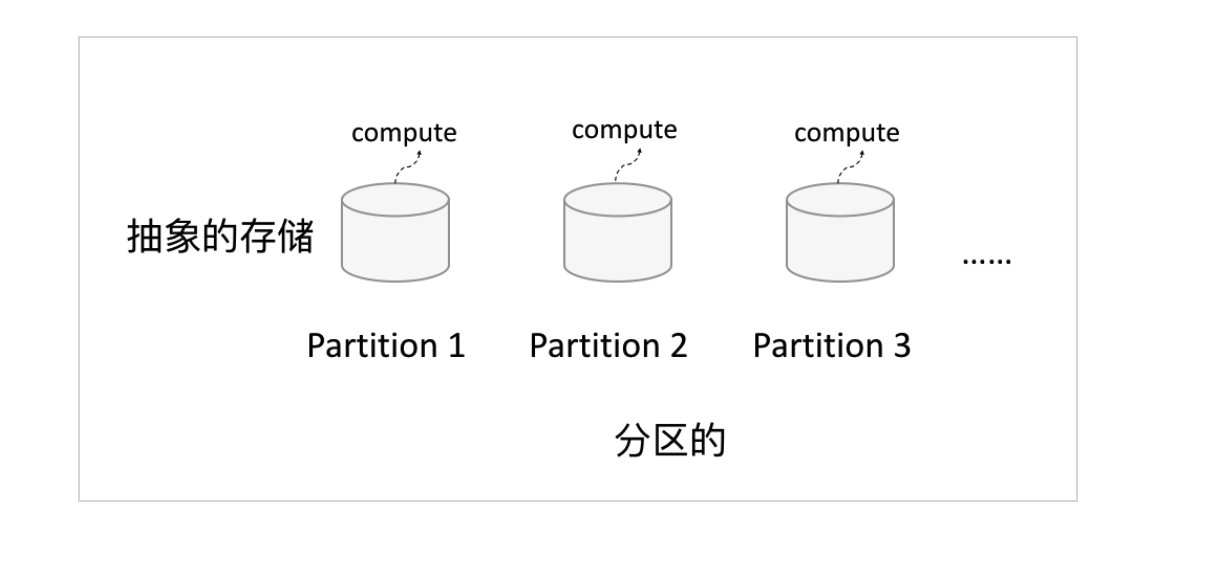 compute compute compute
抽象的存储
......
Partition 1 Partition 2 Partition 3
分区的